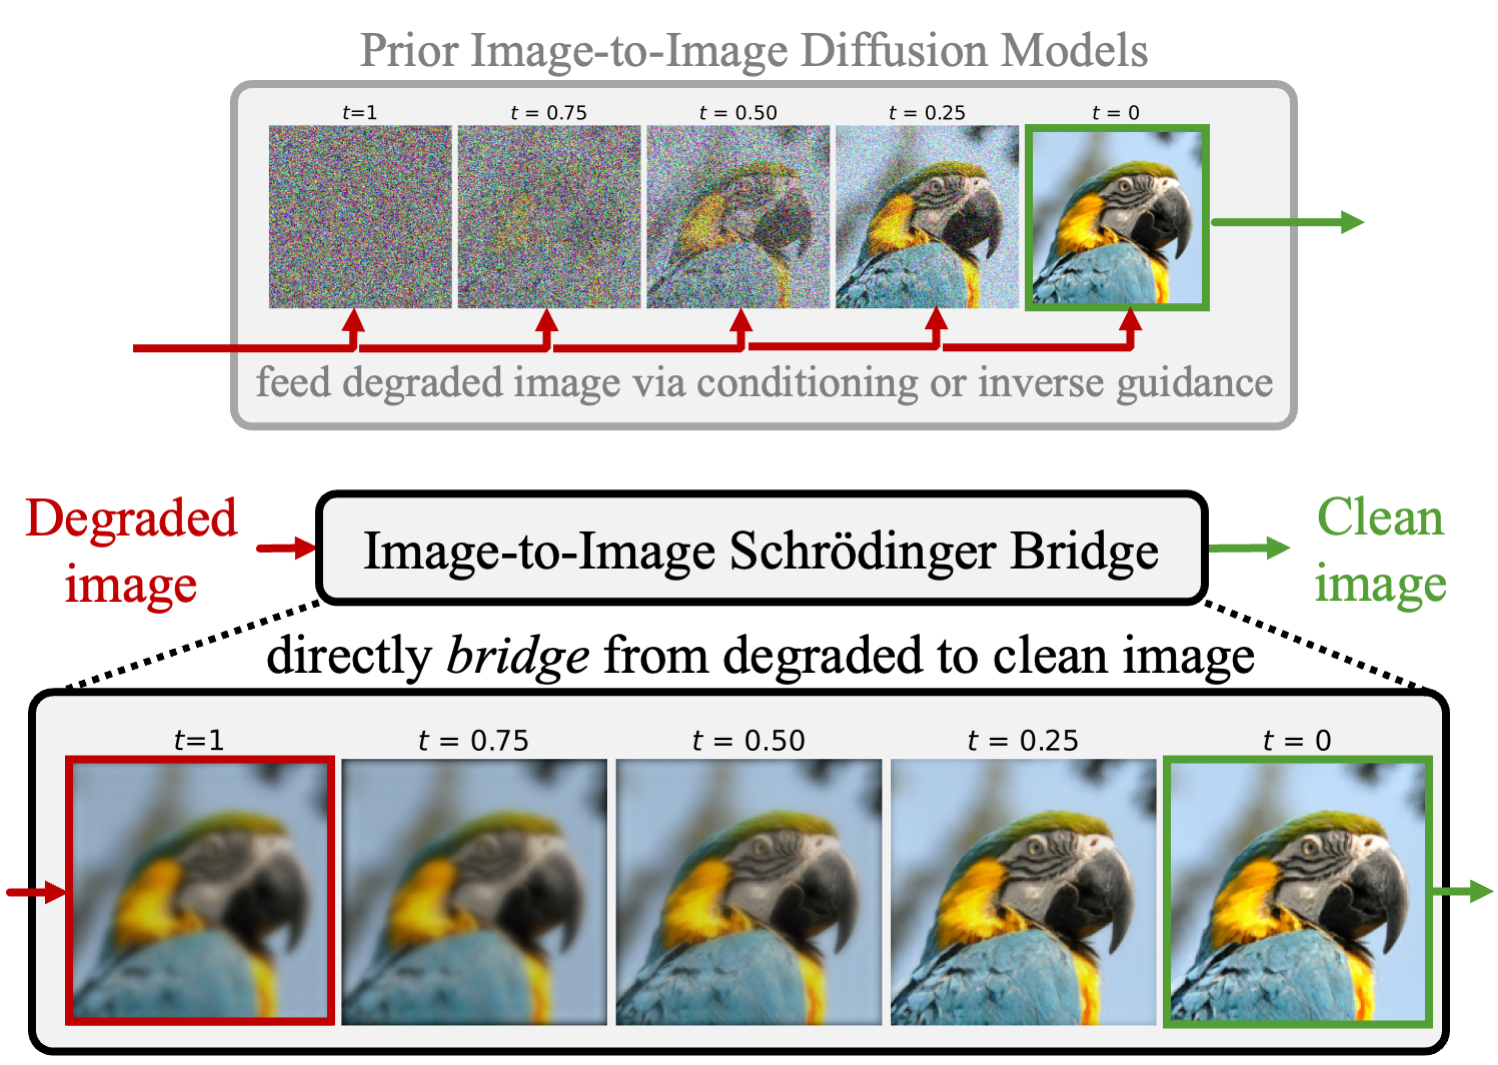 Prior Image-to-Image Diffusion Models
t=1 t = 0.75 t = 0.50 t = 0.25 t = 0
feed degraded image via conditioning or inverse guidance
Degraded
image
Image-to-Image Schrödinger Bridge
Clean
image
directly bridge from degraded to clean image
t=1 t = 0.75 t = 0.50 t = 0.25 t = 0